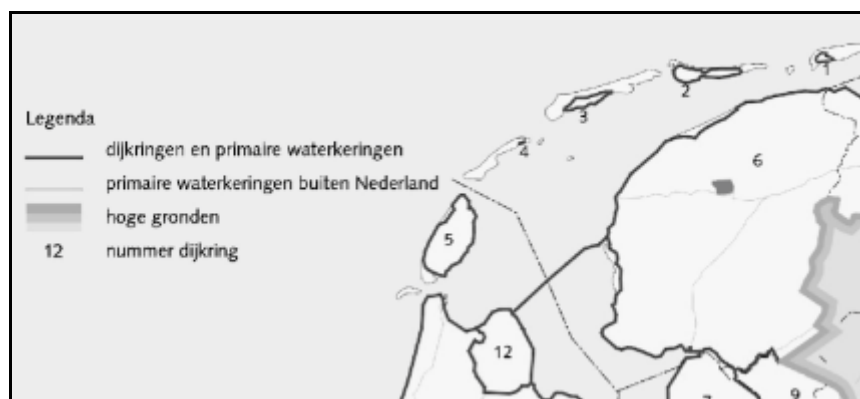 Legenda
dijkringen en primaire waterkeringen
primaire waterkeringen buiten Nederland
hoge gronden
12 nummer dijkring
1
2
3
4
6
5
12
9